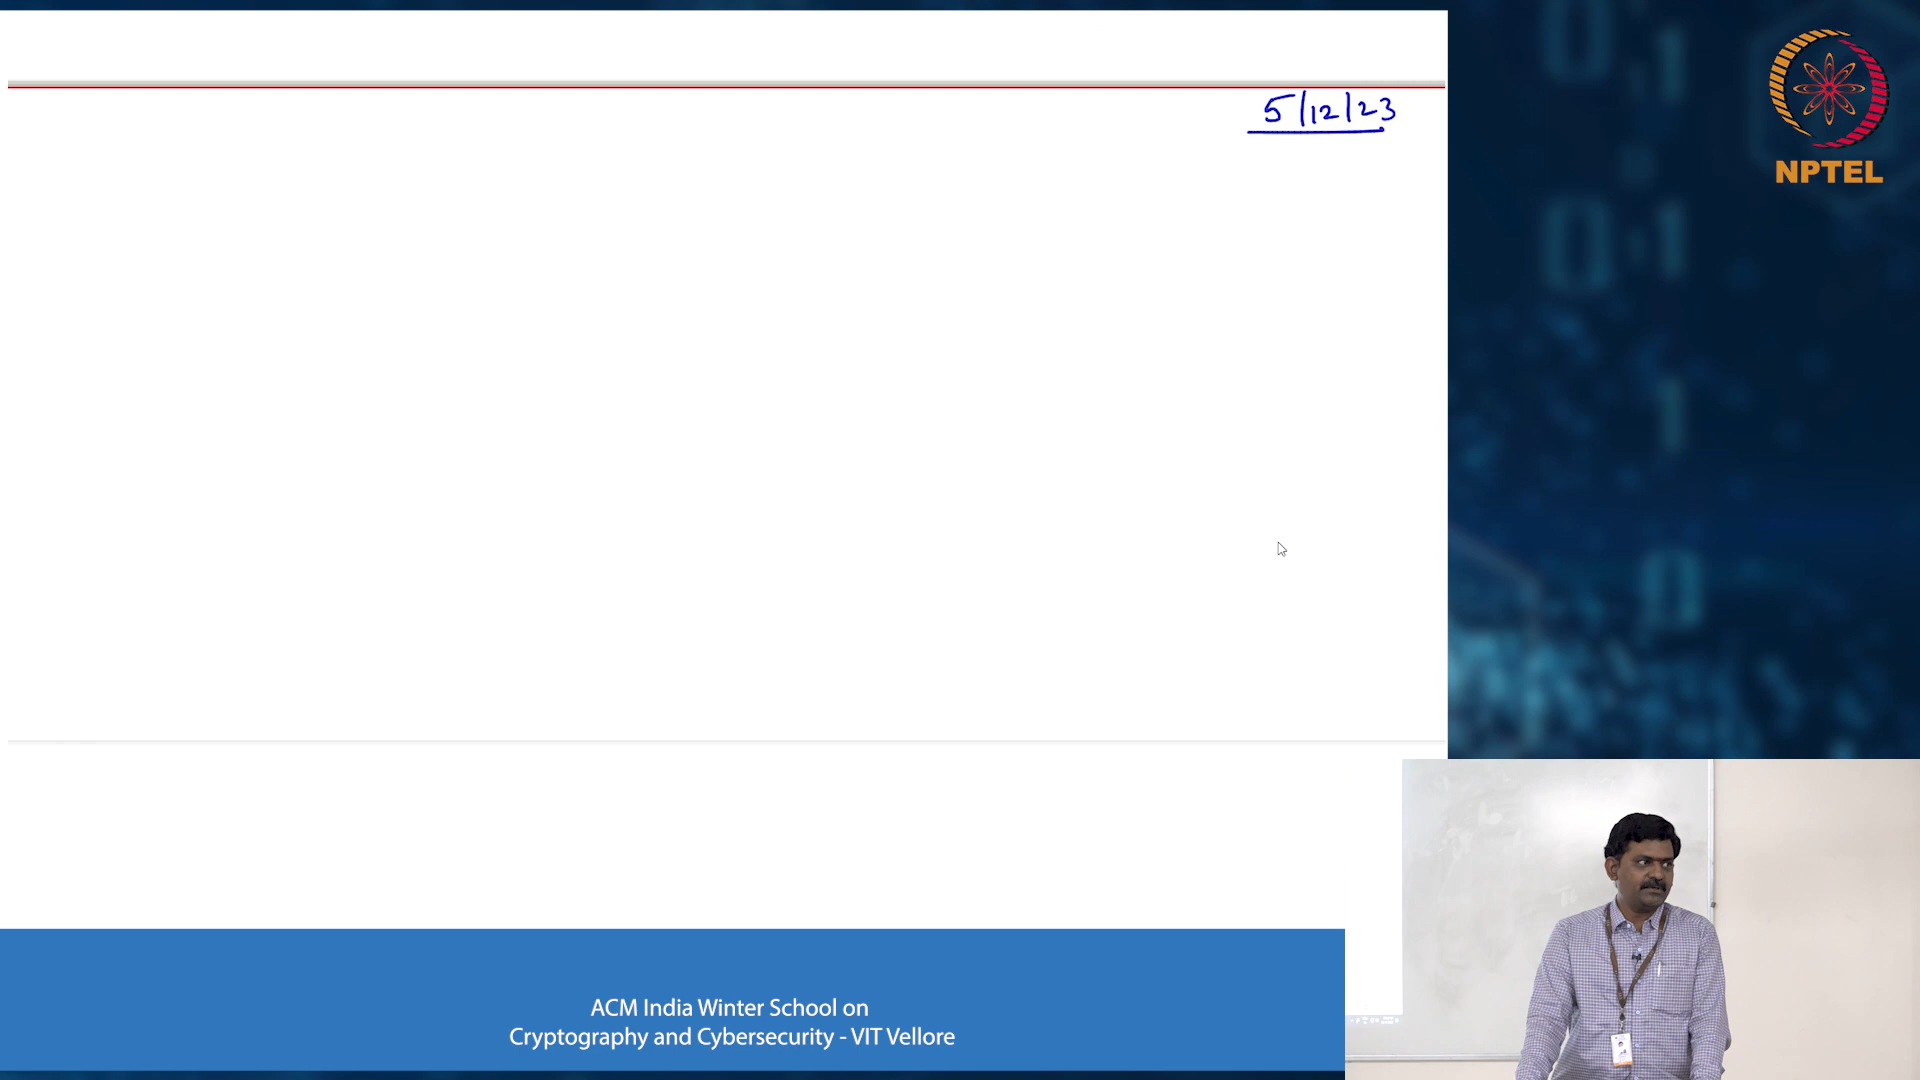 5/12/23
NPTEL
ACM India Winter School on
Cryptography and Cybersecurity - VIT Vellore